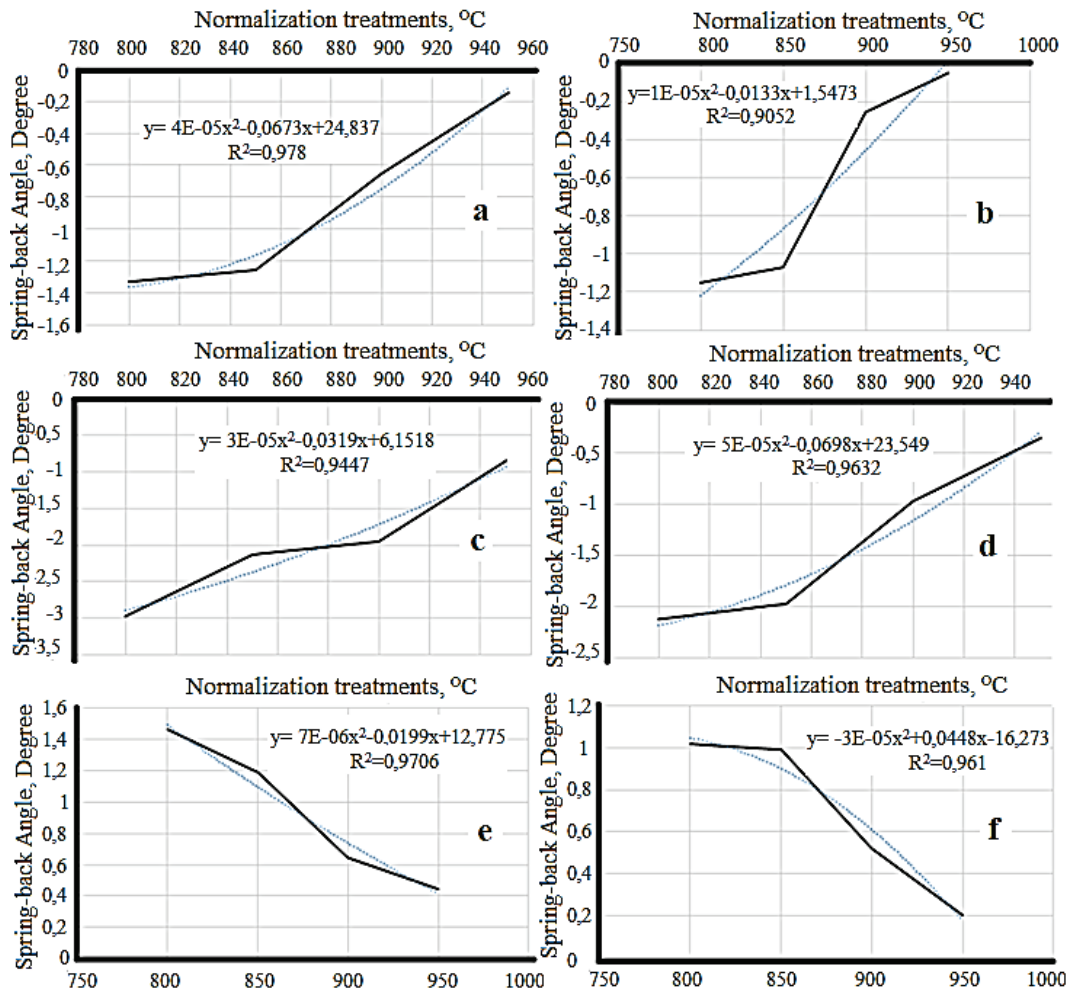 Normalization treatments, ºC
780 800 820 840 860 880 900 920 940 960
Spring-back Angle, Degree
0
-0,2
-0,4
-0,6
-0,8
-1
-1,2
-1,4
-1,6
y= 4E-05x²-0,0673x+24,837
R²=0,978
a
Normalization treatments, ºC
750 800 850 900 950 1000
Spring-back Angle, Degree
0
-0,2
-0,4
-0,6
-0,8
-1
-1,2
-1,4
y=1E-05x²-0,0133x+1,5473
R²=0,9052
b
Normalization treatments, ºC
780 800 820 840 860 880 900 920 940 960
Spring-back Angle, Degree
0
-0,5
-1
-1,5
-2
-2,5
-3
-3,5
y= 3E-05x²-0,0319x+6,1518
R²=0,9447
c
Normalization treatments, ºC
780 800 820 840 860 880 900 920 940
Spring-back Angle, Degree
0
-0,5
-1
-1,5
-2
-2,5
y= 5E-05x²-0,0698x+23,549
R²=0,9632
d
Normalization treatments, ºC
Spring-back Angle, Degree
1,6
1,4
1,2
1
0,8
0,6
0,4
0,2
0
y= 7E-06x²-0,0199x+12,775
R²=0,9706
e
750 800 850 900 950 1000
Normalization treatments, ºC
Spring-back Angle, Degree
1,2
1
0,8
0,6
0,4
0,2
0
y= -3E-05x²+0,0448x-16,273
R²=0,961
f
750 800 850 900 950 1000